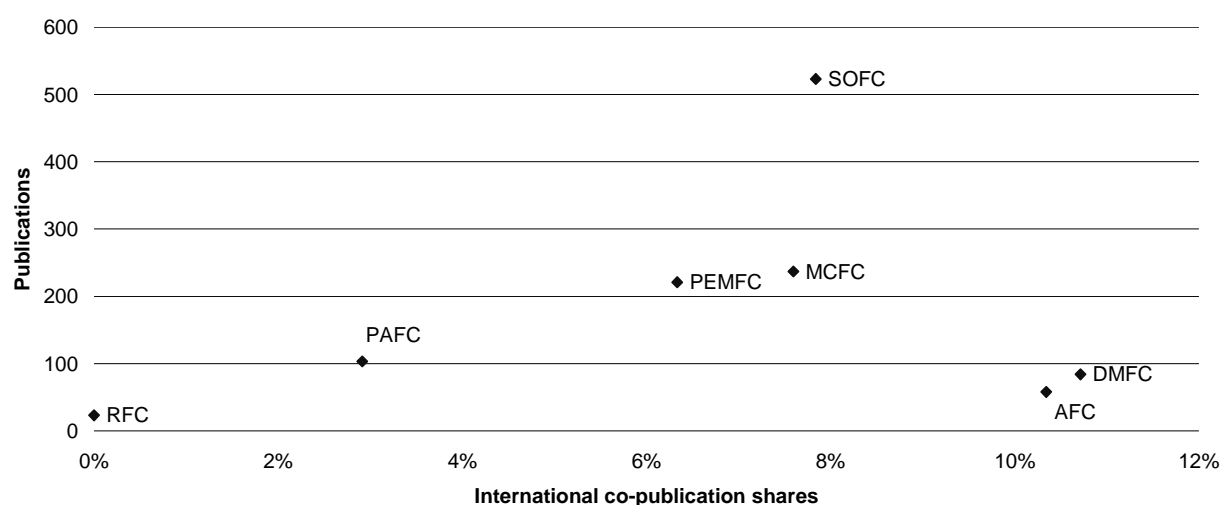 600
500
400
300
200
100
0
Publications
SOFC
PEMFC
MCFC
PAFC
DMFC
AFC
RFC
0% 2% 4% 6% 8% 10% 12%
International co-publication shares